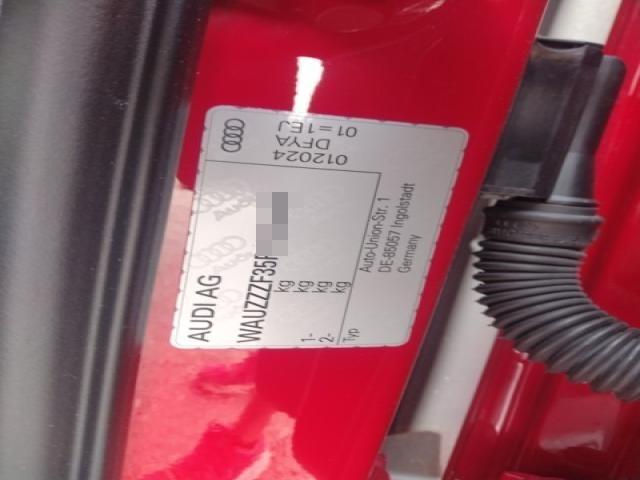 AUDI AG
WAUZZZF35P
kg
kg
1- kg
2- kg
Typ
Auto-Union-Str. 1
DE-85057 Ingolstadt
Germany
012024
DFYA
01=1EJ